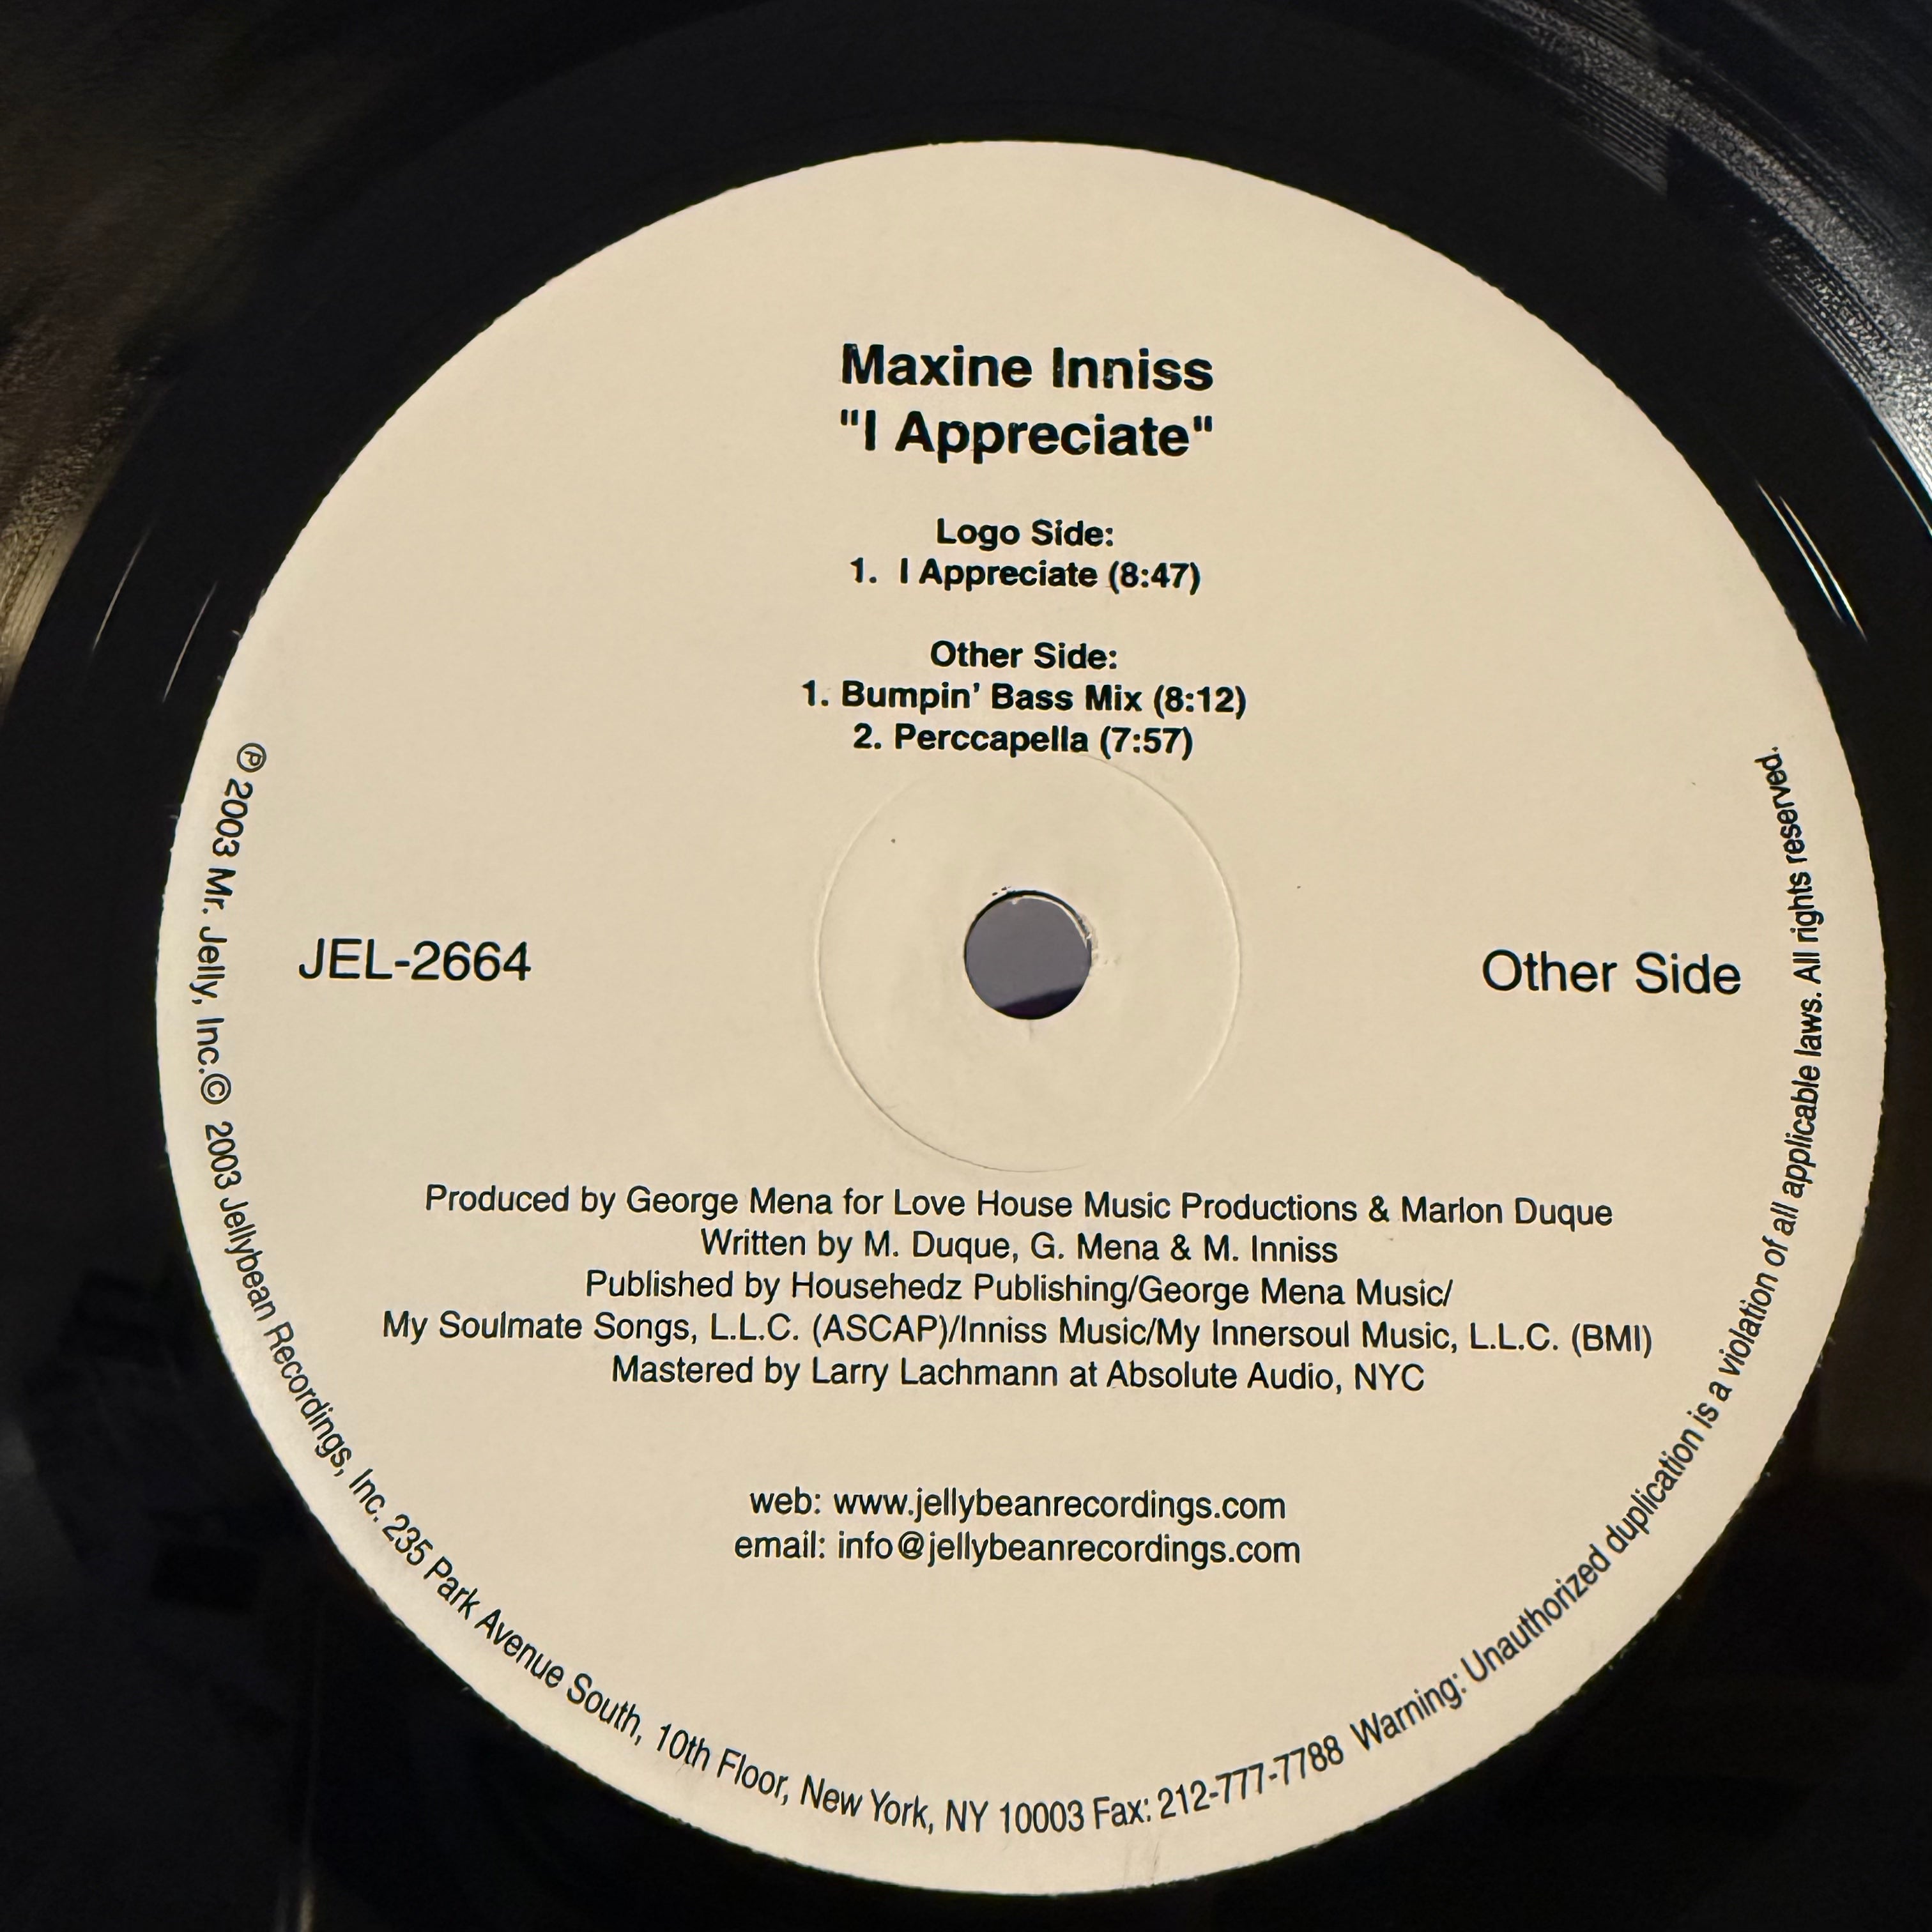 Maxine Inniss
"I Appreciate"
Logo Side:
1. I Appreciate (8:47)
Other Side:
1. Bumpin' Bass Mix (8:12)
2. Perccapella (7:57)
JEL-2664
Other Side
Produced by George Mena for Love House Music Productions & Marlon Duque
Written by M. Duque, G. Mena & M. Inniss
Published by Househedz Publishing/George Mena Music/
My Soulmate Songs, L.L.C. (ASCAP)/Inniss Music/My Innersoul Music, L.L.C. (BMI)
Mastered by Larry Lachmann at Absolute Audio, NYC
web: www.jellybeanrecordings.com
email: info@jellybeanrecordings.com
℗ 2003 Mr. Jelly, Inc.© 2003 Jellybean Recordings, Inc. 235 Park Avenue South, 10th Floor, New York, NY 10003 Fax: 212-777-7788 Warning: Unauthorized duplication is a violation of all applicable laws. All rights reserved.